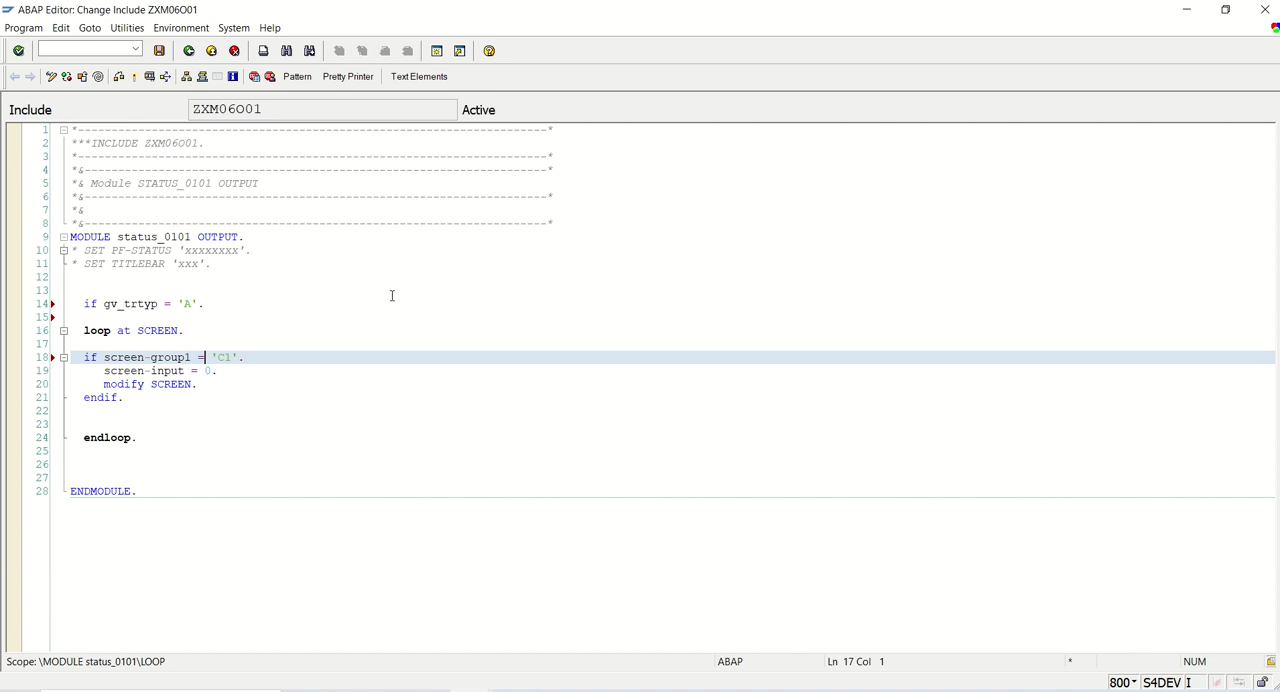 ABAP Editor: Change Include ZXM06O01
Program Edit Goto Utilities Environment System Help
Pattern Pretty Printer Text Elements
Include ZXM06O01 Active
1 *---------------------------------------------------------------------*
2 ***INCLUDE ZXM06O01.
3 *---------------------------------------------------------------------*
4 *&---------------------------------------------------------------------*
5 *& Module STATUS_0101 OUTPUT
6 *&---------------------------------------------------------------------*
7 *&
8 *&---------------------------------------------------------------------*
9 MODULE status_0101 OUTPUT.
10 * SET PF-STATUS 'xxxxxxxx'.
11 * SET TITLEBAR 'xxx'.
12
13
14 if gv_trtyp = 'A'.
15
16 loop at SCREEN.
17
18 if screen-group1 = 'C1'.
19 screen-input = 0.
20 modify SCREEN.
21 endif.
22
23
24 endloop.
25
26
27
28 ENDMODULE.
Scope: \MODULE status_0101\LOOP ABAP Ln 17 Col 1 * NUM
800 S4DEV